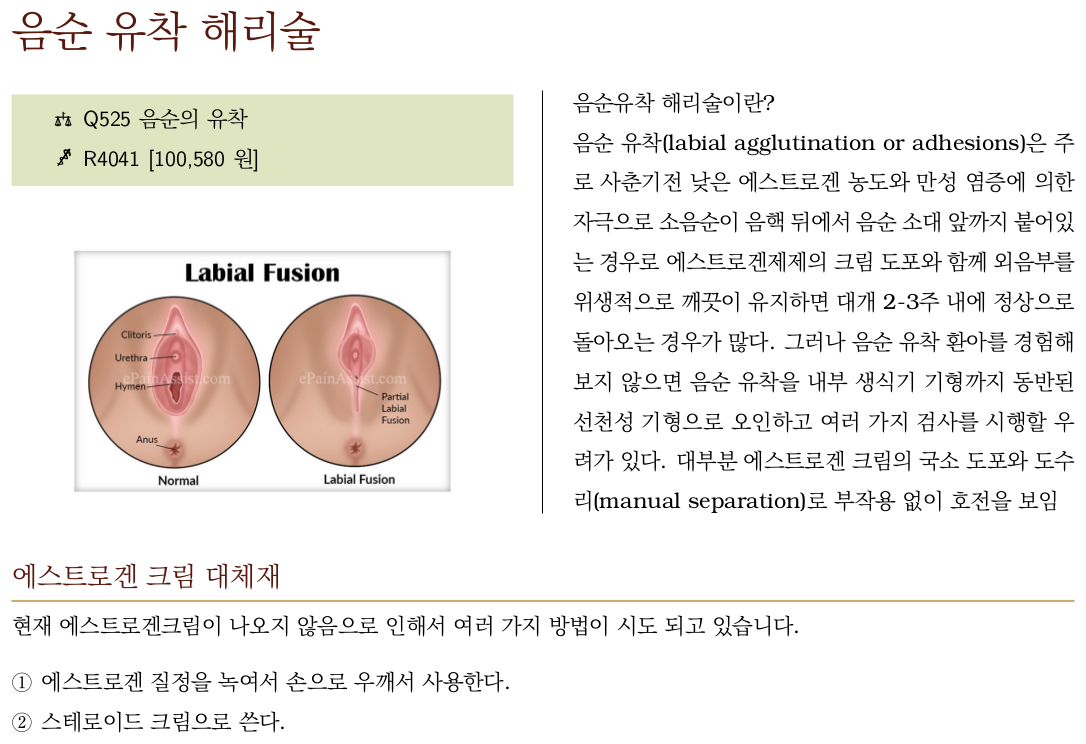 음순 유착 해리술
Q525 음순의 유착
R4041 [100,580 원]
Labial Fusion
Clitoris
Urethra
Hymen
Anus
Normal
ePainAssist.com
ePainAssist.com
Partial
Labial
Fusion
Labial Fusion
음순유착 해리술이란?
음순 유착(labial agglutination or adhesions)은 주
로 사춘기전 낮은 에스트로겐 농도와 만성 염증에 의한
자극으로 소음순이 음핵 뒤에서 음순 소대 앞까지 붙어있
는 경우로 에스트로겐제제의 크림 도포와 함께 외음부를
위생적으로 깨끗이 유지하면 대개 2-3주 내에 정상으로
돌아오는 경우가 많다. 그러나 음순 유착 환아를 경험해
보지 않으면 음순 유착을 내부 생식기 기형까지 동반된
선천성 기형으로 오인하고 여러 가지 검사를 시행할 우
려가 있다. 대부분 에스트로겐 크림의 국소 도포와 도수
리(manual separation)로 부작용 없이 호전을 보임
에스트로겐 크림 대체재
현재 에스트로겐크림이 나오지 않음으로 인해서 여러 가지 방법이 시도 되고 있습니다.
① 에스트로겐 질정을 녹여서 손으로 우깨서 사용한다.
② 스테로이드 크림으로 쓴다.